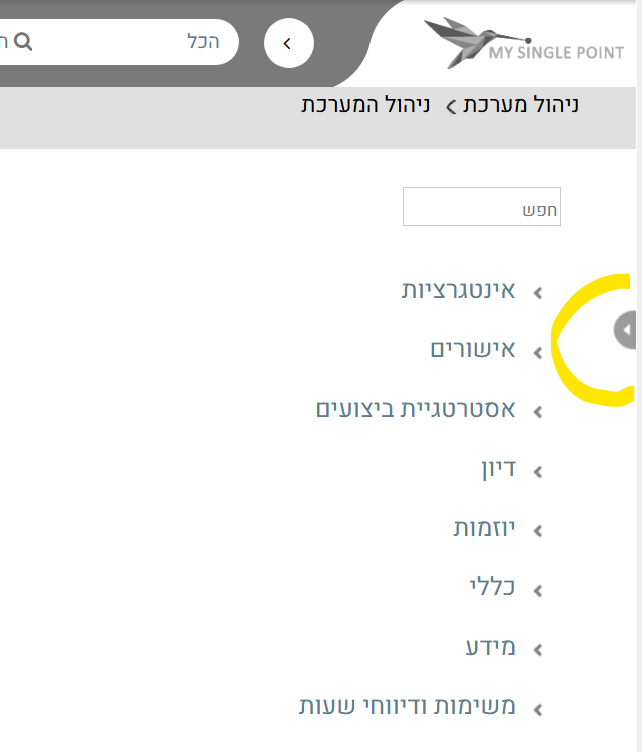 MY SINGLE POINT
הכל
ניהול מערכת > ניהול המערכת
חפש
אינטגרציות
אישורים
אסטרטגיית ביצועים
דיון
יוזמות
כללי
מידע
משימות ודיווחי שעות